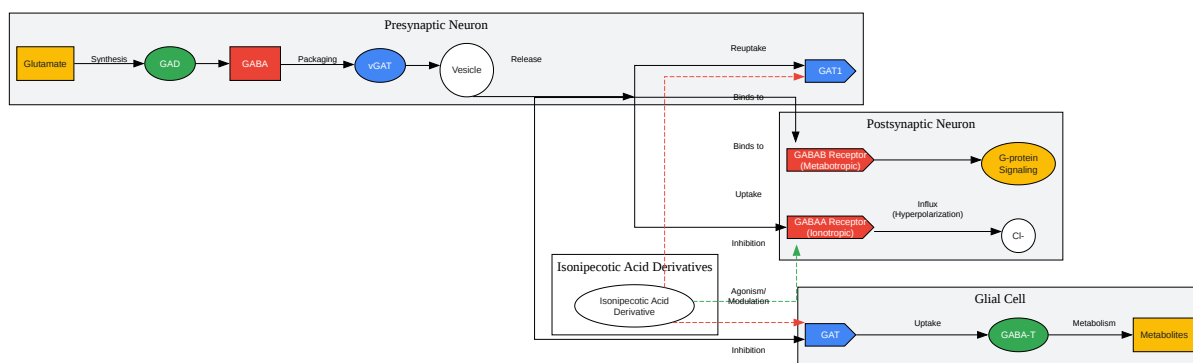 Presynaptic Neuron
Glutamate
Synthesis
GAD
GABA
Packaging
vGAT
Vesicle
Release
Reuptake
GAT1
Binds to
Postsynaptic Neuron
Binds to
GABAB Receptor
(Metabotropic)
G-protein
Signaling
Uptake
GABAA Receptor
(Ionotropic)
Influx
(Hyperpolarization)
Cl-
Inhibition
Isonipecotic Acid Derivatives
Isonipecotic Acid
Derivative
Agonism/
Modulation
Glial Cell
GAT
Uptake
GABA-T
Metabolism
Metabolites
Inhibition